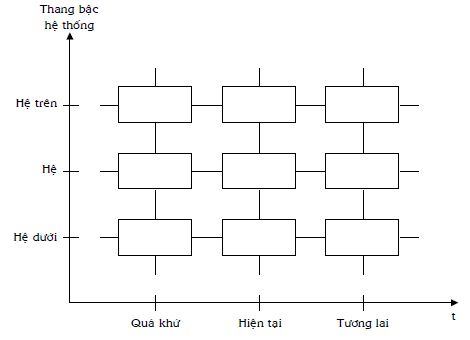 Thang bậc
hệ thống
Hệ trên
Hệ
Hệ dưới
t
Quá khứ
Hiện tại
Tương lai